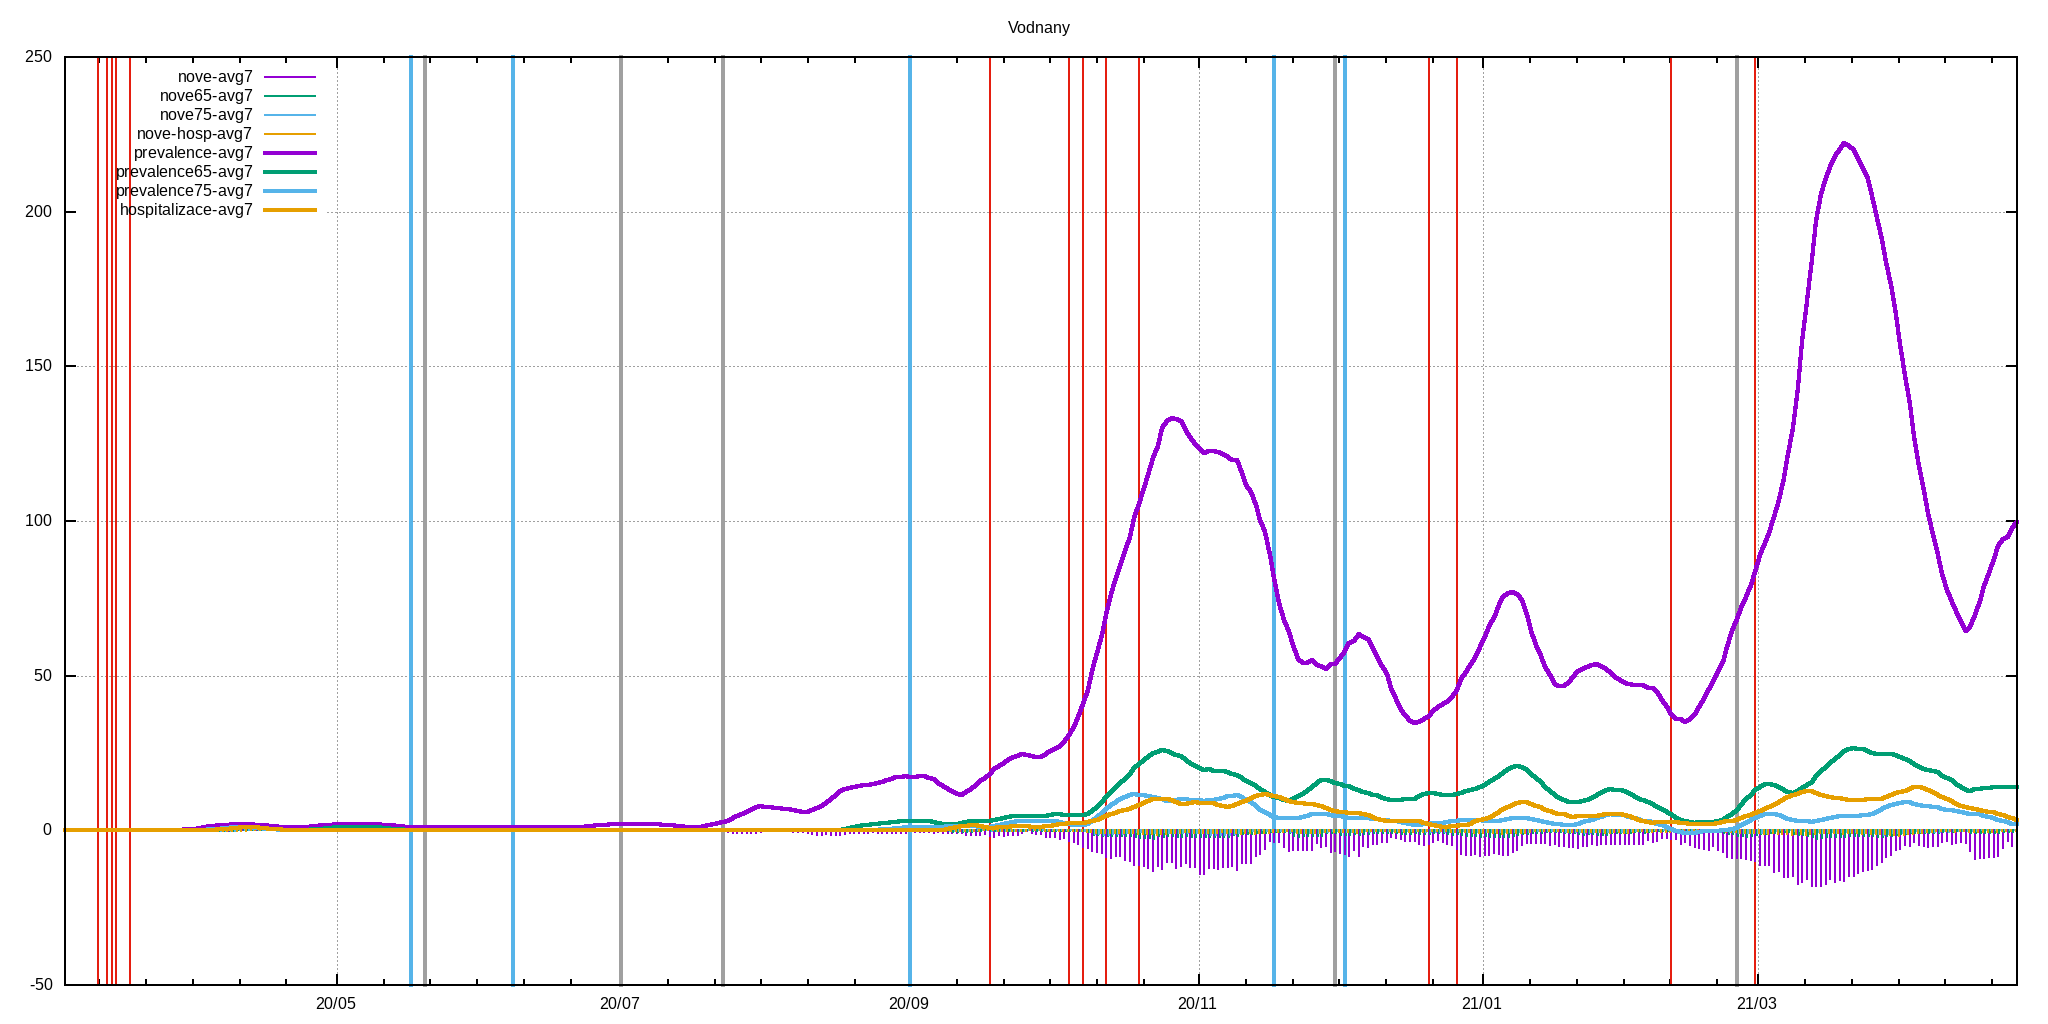 Vodnany
250
200
150
100
50
0
-50
nove-avg7
nove65-avg7
nove75-avg7
nove-hosp-avg7
prevalence-avg7
prevalence65-avg7
prevalence75-avg7
hospitalizace-avg7
20/05 20/07 20/09 20/11 21/01 21/03